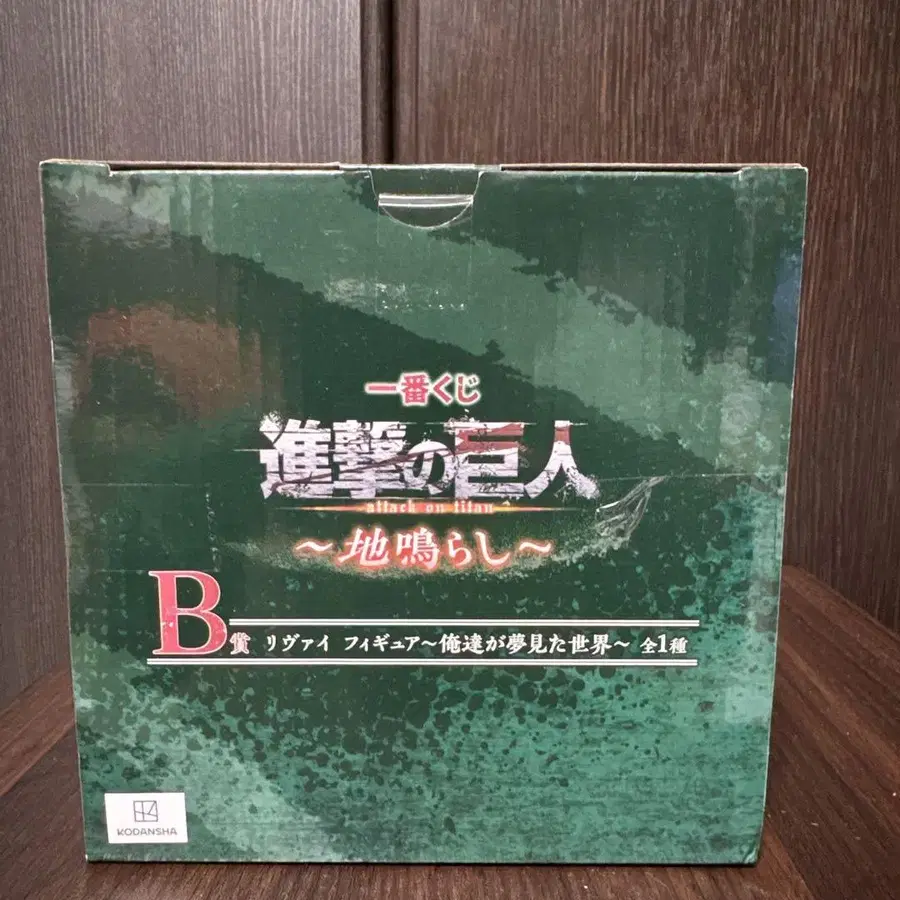 一番くじ
進撃の巨人
attack on titan
～地鳴らし～
B賞 リヴァイ フィギュア～俺達が夢見た世界～ 全1種
KODANSHA